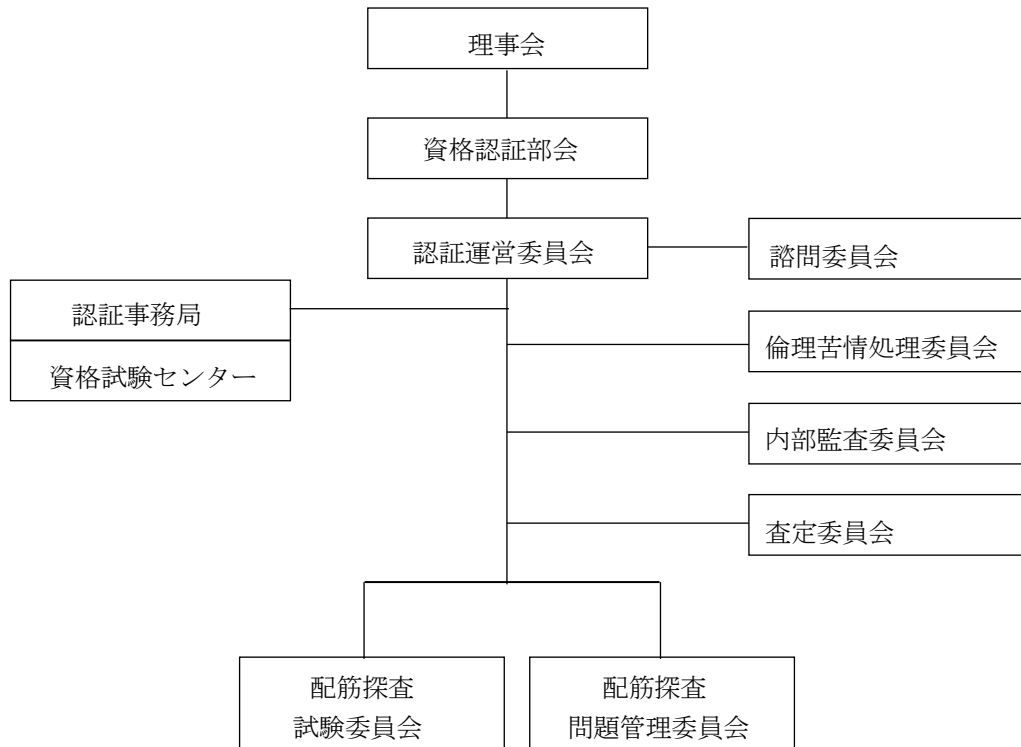 理事会
資格認証部会
認証運営委員会
諮問委員会
認証事務局
資格試験センター
倫理苦情処理委員会
内部監査委員会
査定委員会
配筋探査
試験委員会
配筋探査
問題管理委員会